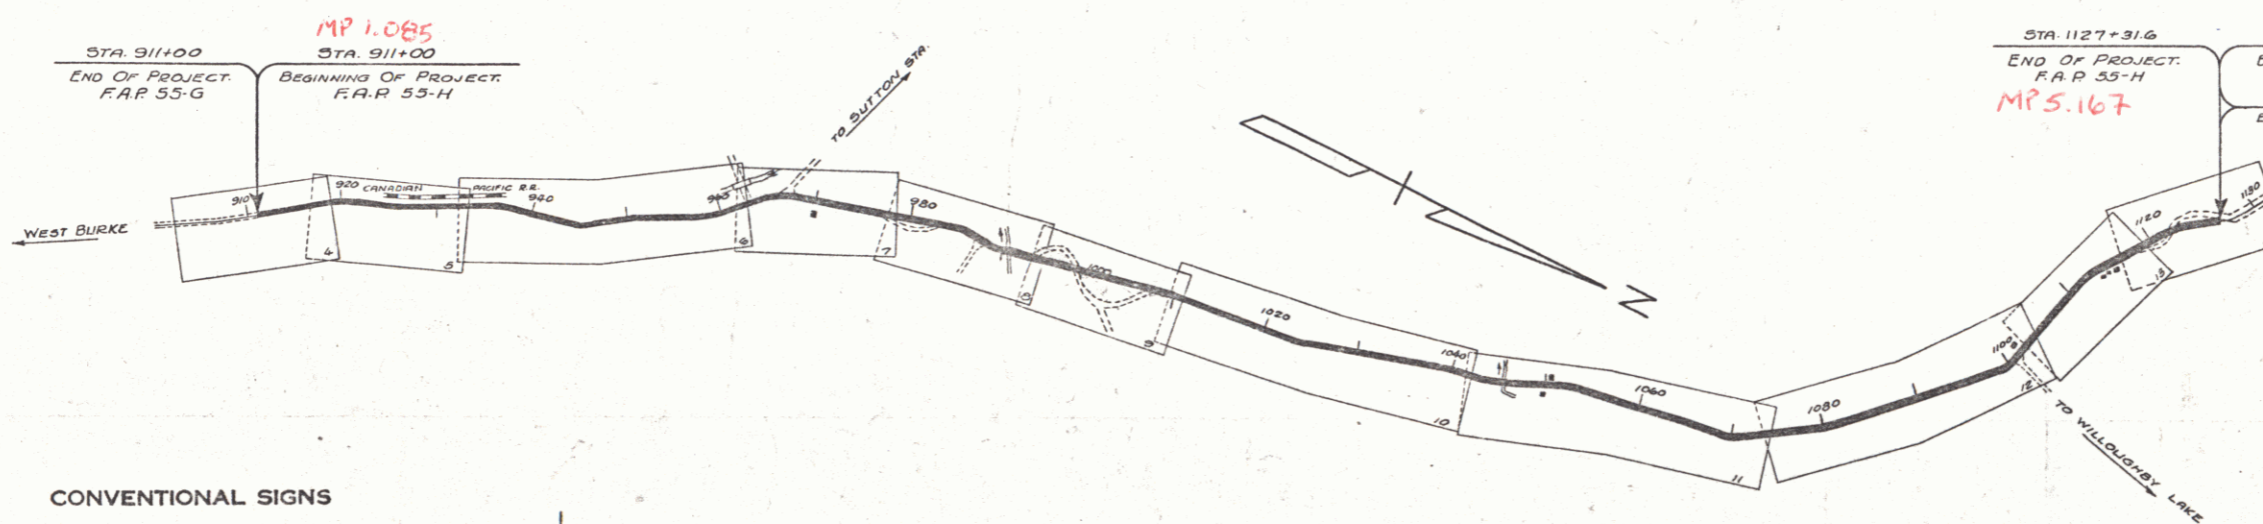 MP 1.085
STA. 911+00
STA. 911+00
END OF PROJECT.
F.A.P. 55-G
BEGINNING OF PROJECT.
F.A.P. 55-H
TO SUTTON STA.
STA. 1127+31.6
END OF PROJECT.
F.A.P. 55-H
MP 5.167
WEST BURKE
910
920
CANADIAN PACIFIC R.R.
940
980
1000
1020
1040
1060
1080
1100
1120
1130
4
5
6
7
8
9
10
11
12
13
N
TO WILLOUGHBY LAKE
CONVENTIONAL SIGNS